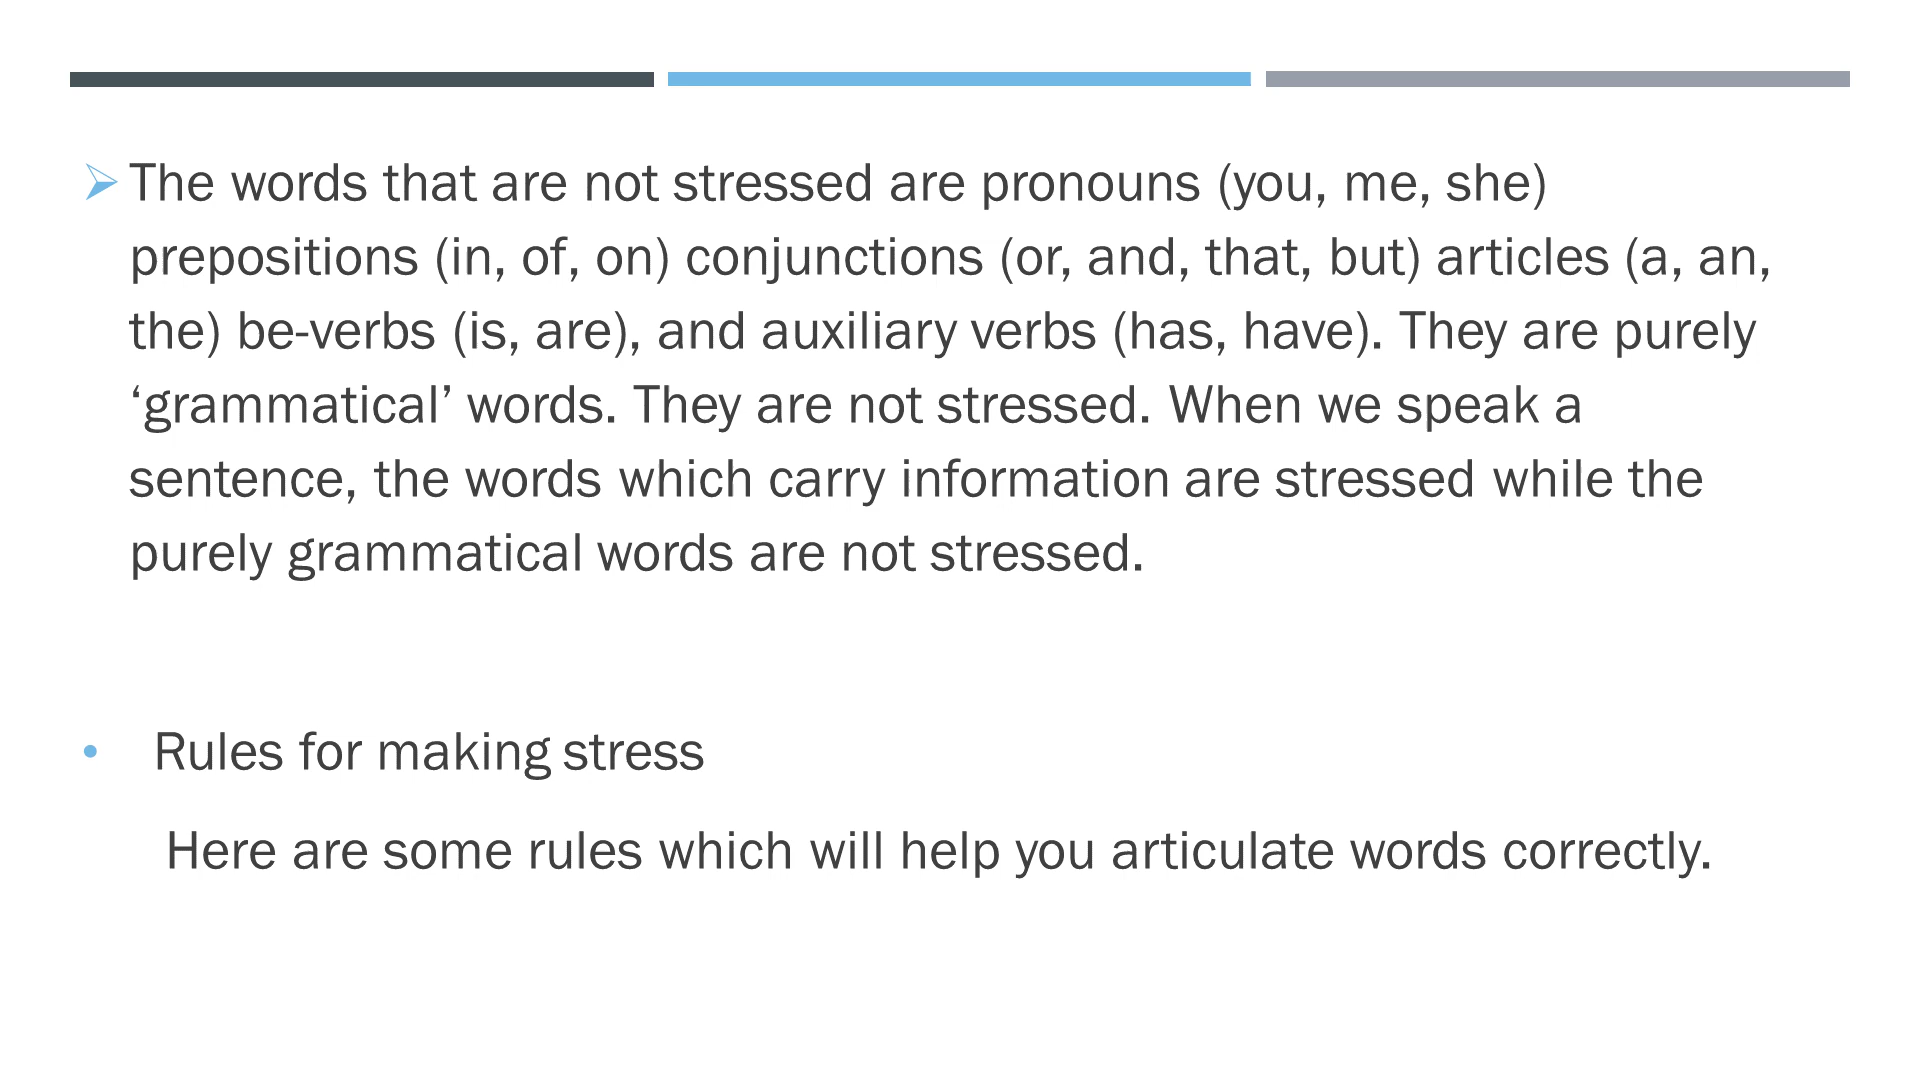 The words that are not stressed are pronouns (you, me, she)
prepositions (in, of, on) conjunctions (or, and, that, but) articles (a, an,
the) be-verbs (is, are), and auxiliary verbs (has, have). They are purely
‘grammatical’ words. They are not stressed. When we speak a
sentence, the words which carry information are stressed while the
purely grammatical words are not stressed.
• Rules for making stress
Here are some rules which will help you articulate words correctly.